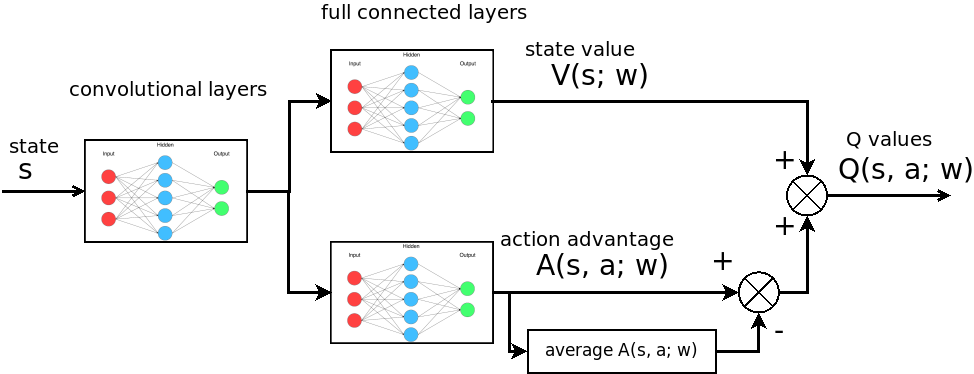 full connected layers
Hidden
Input
Output
state value
V(s; w)
convolutional layers
Hidden
Input
Output
state
s
+
Q values
Q(s, a; w)
+
action advantage
A(s, a; w)
Hidden
Input
Output
+
-
average A(s, a; w)